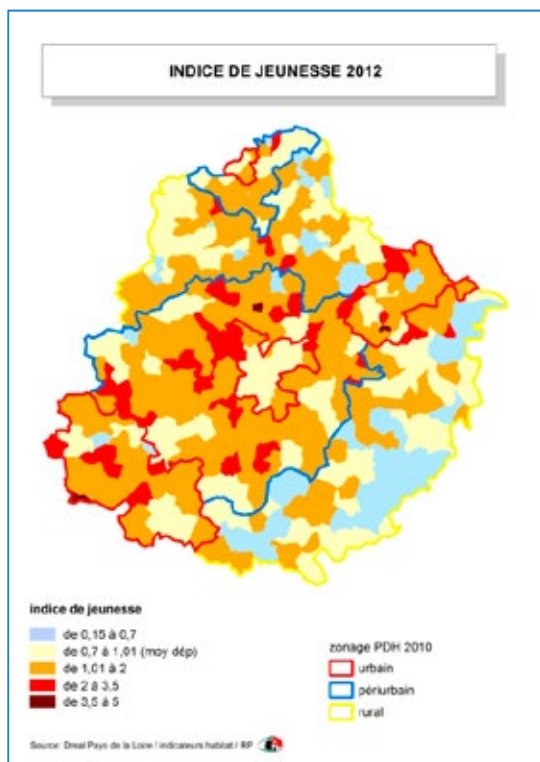 INDICE DE JEUNESSE 2012
indice de jeunesse
de 0,15 à 0,7
de 0,7 à 1,01 (moy dép)
de 1,01 à 2
de 2 à 3,5
de 3,5 à 5
zonage PDH 2010
urbain
périurbain
rural
Source: Dreal Pays de la Loire / indicateurs habitat / RP